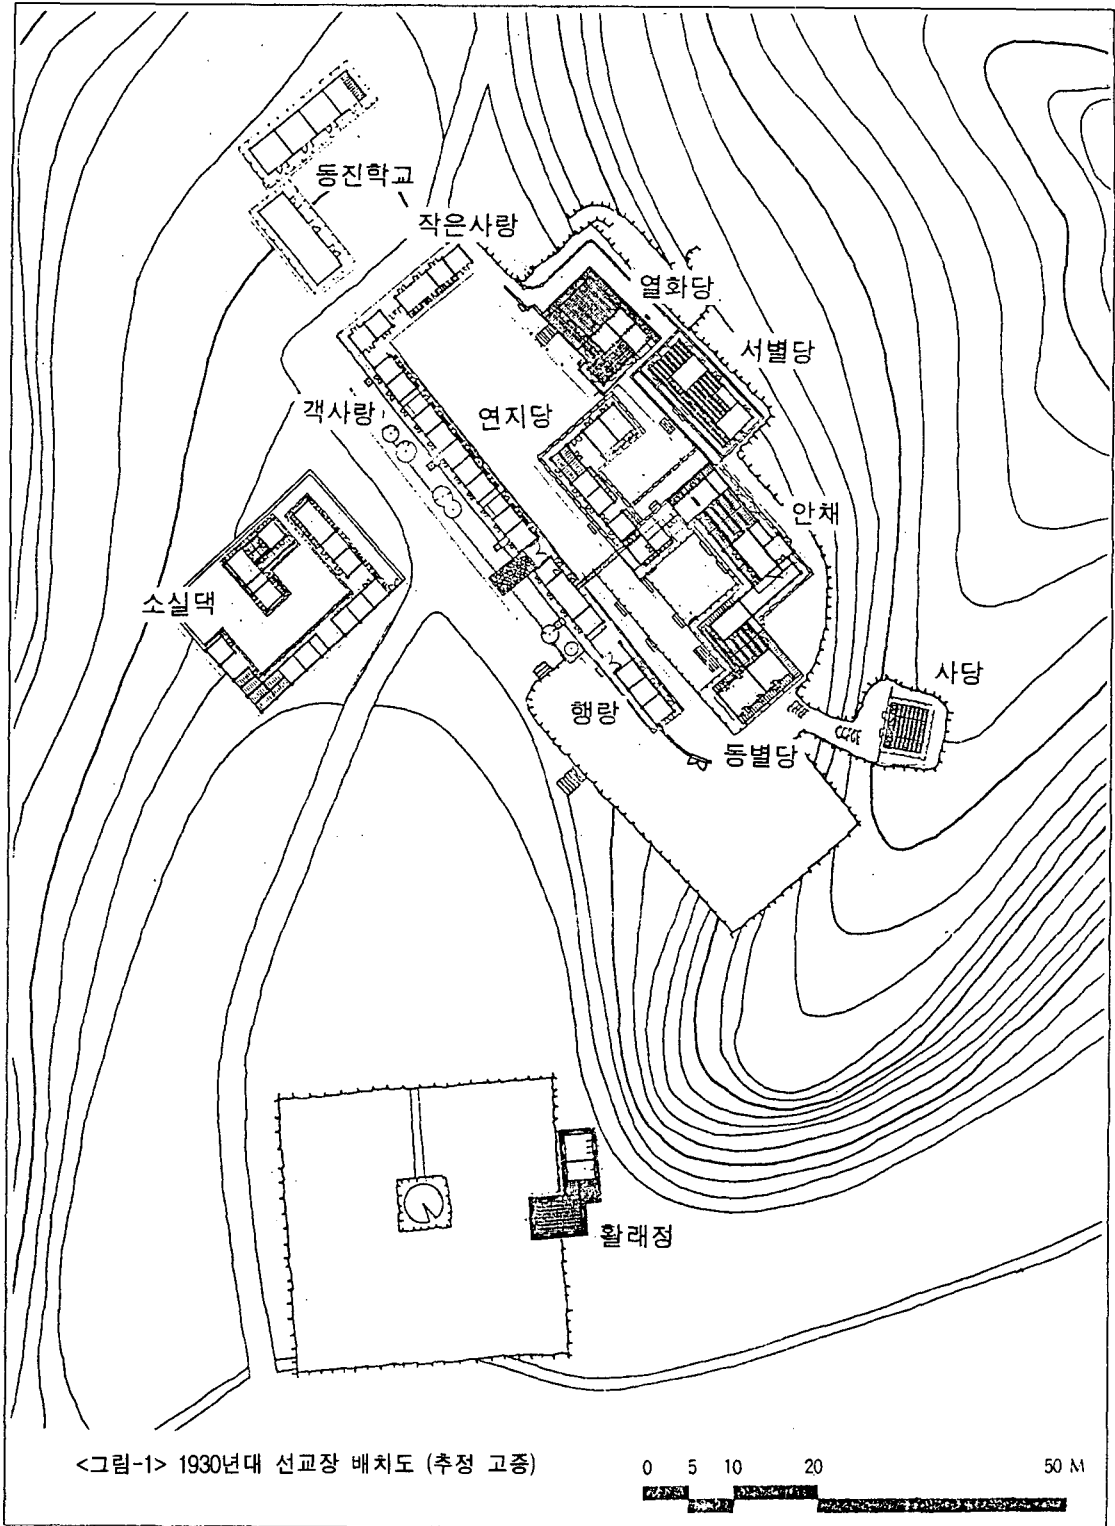 동진학교
작은사랑
열화당
서별당
객사랑
연지당
안채
소실댁
사당
행랑
동별당
활래정
<그림-1> 1930년대 선교장 배치도 (추정 고증)
0 5 10 20 50 M